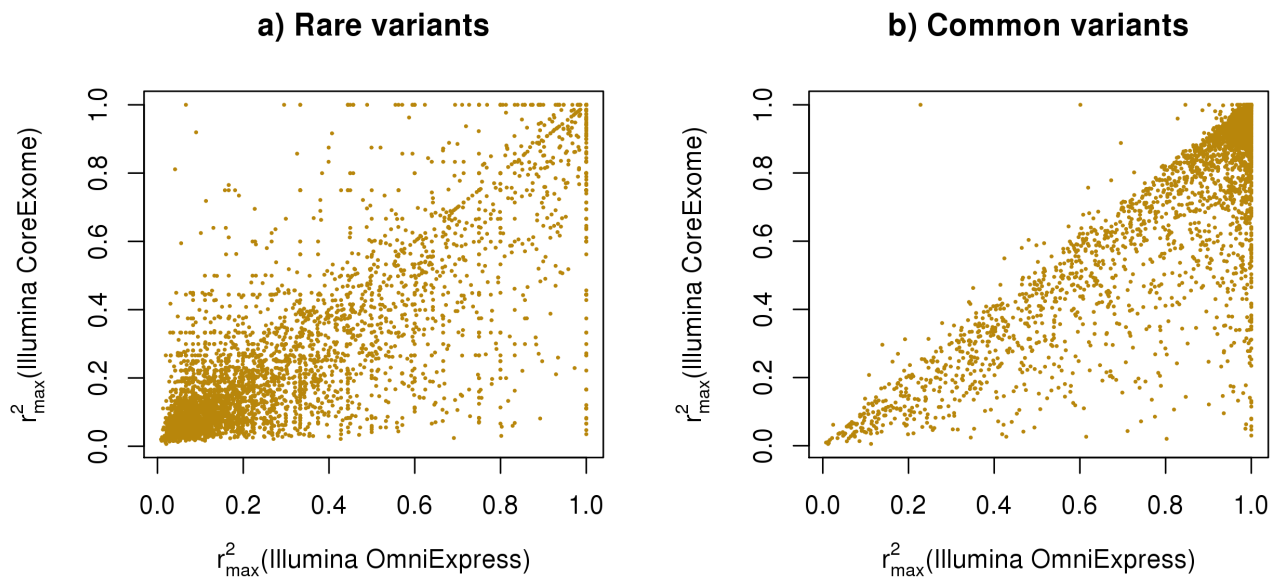 a) Rare variants
r²max(Illumina CoreExome)
1.0
0.8
0.6
0.4
0.2
0.0
0.0 0.2 0.4 0.6 0.8 1.0
r²max(Illumina OmniExpress)
b) Common variants
r²max(Illumina CoreExome)
1.0
0.8
0.6
0.4
0.2
0.0
0.0 0.2 0.4 0.6 0.8 1.0
r²max(Illumina OmniExpress)